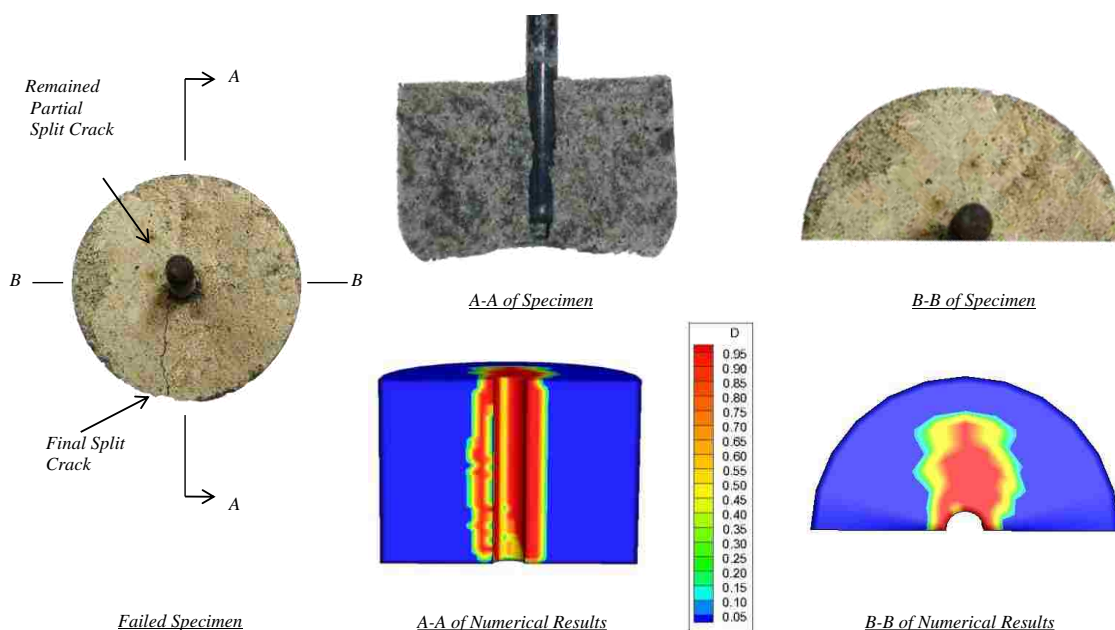 A
Remained
Partial
Split Crack
B
B
Final Split
Crack
A
Failed Specimen
A-A of Specimen
B-B of Specimen
D
0.95
0.90
0.85
0.80
0.75
0.70
0.65
0.60
0.55
0.50
0.45
0.40
0.35
0.30
0.25
0.20
0.15
0.10
0.05
A-A of Numerical Results
B-B of Numerical Results